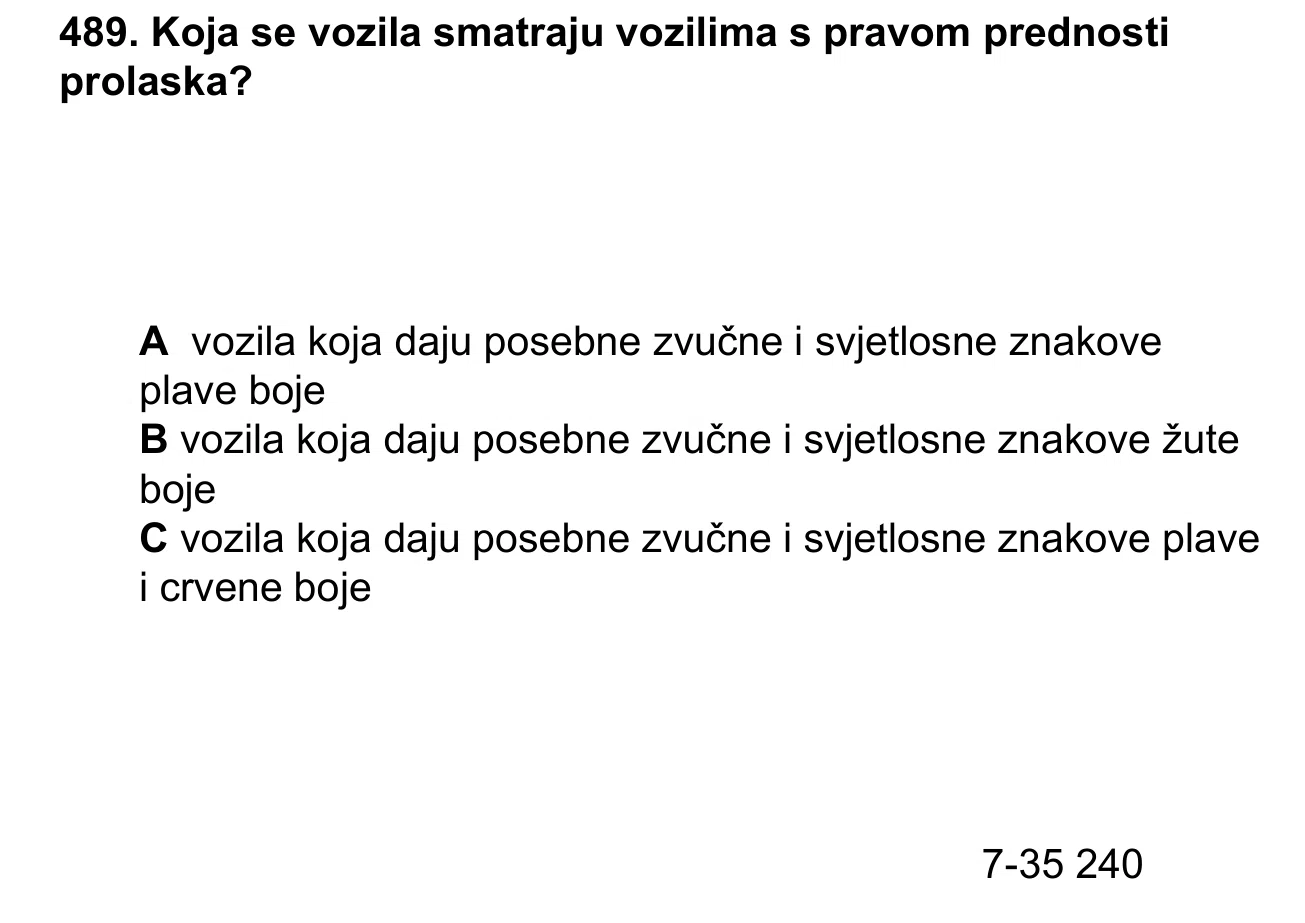 489. Koja se vozila smatraju vozilima s pravom prednosti
prolaska?
A vozila koja daju posebne zvučne i svjetlosne znakove
plave boje
B vozila koja daju posebne zvučne i svjetlosne znakove žute
boje
C vozila koja daju posebne zvučne i svjetlosne znakove plave
i crvene boje
7-35 240